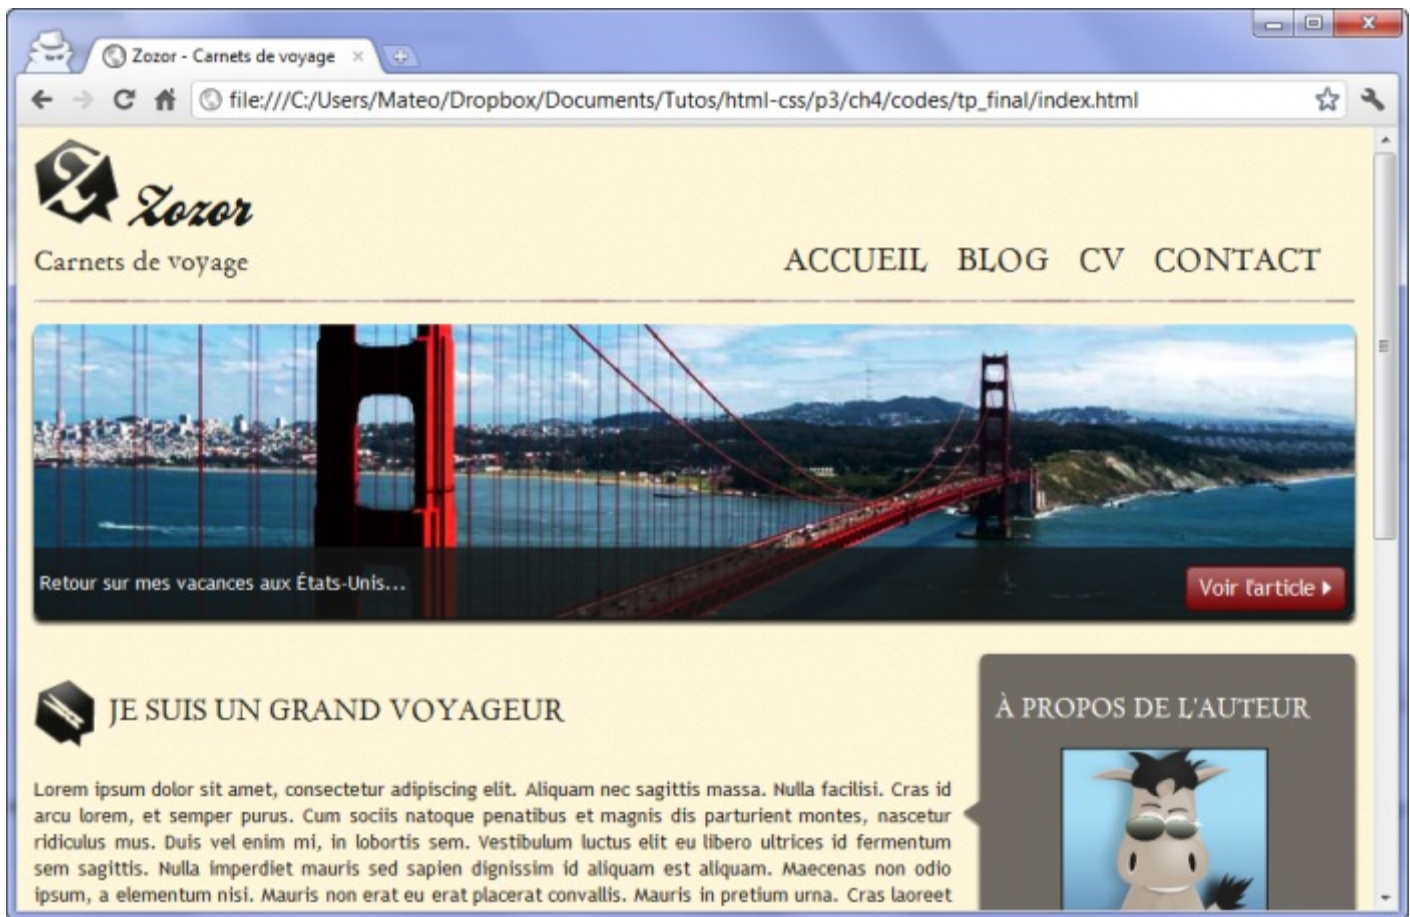 Zozor - Carnets de voyage
file:///C:/Users/Mateo/Dropbox/Documents/Tutos/html-css/p3/ch4/codes/tp_final/index.html
Zozor
Carnets de voyage
ACCUEIL BLOG CV CONTACT
Retour sur mes vacances aux États-Unis...
Voir l'article
JE SUIS UN GRAND VOYAGEUR
Lorem ipsum dolor sit amet, consectetur adipiscing elit. Aliquam nec sagittis massa. Nulla facilisi. Cras id
arcu lorem, et semper purus. Cum sociis natoque penatibus et magnis dis parturient montes, nascetur
ridiculus mus. Duis vel enim mi, in lobortis sem. Vestibulum luctus elit eu libero ultrices id fermentum
sem sagittis. Nulla imperdiet mauris sed sapien dignissim id aliquam est aliquam. Maecenas non odio
ipsum, a elementum nisi. Mauris non erat eu erat placerat convallis. Mauris in pretium urna. Cras laoreet
À PROPOS DE L'AUTEUR